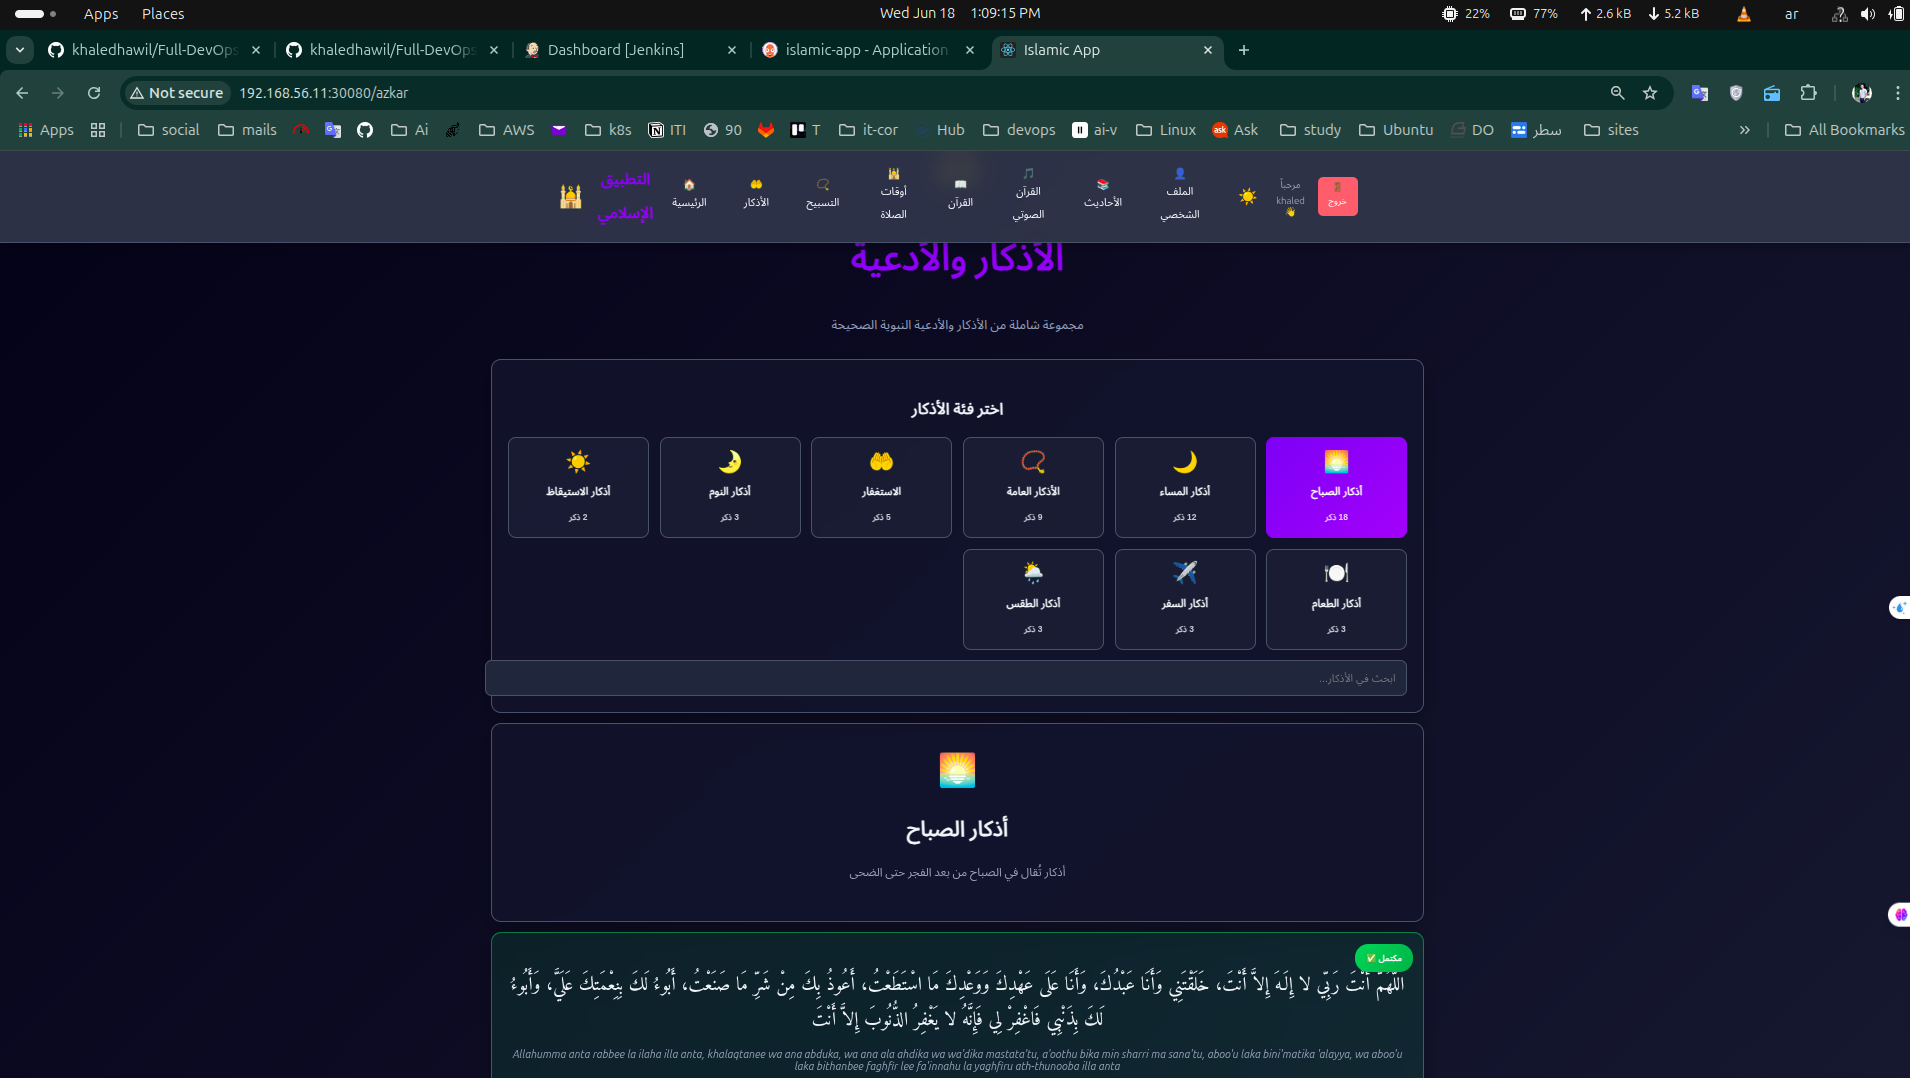 Apps Places Wed Jun 18 1:09:15 PM 22% 77% 2.6 kB 5.2 kB ar
khaledhawil/Full-DevOps khaledhawil/Full-DevOps Dashboard [Jenkins] islamic-app - Application Islamic App
Not secure 192.168.56.11:30080/azkar
Apps social mails Ai AWS k8s ITI 90 T it-cor Hub devops ai-v Linux Ask study Ubuntu DO سطر sites All Bookmarks
التطبيق
الإسلامي
الرئيسية
الأذكار
التسبيح
أوقات
الصلاة
القرآن
القرآن
الصوتي
الأحاديث
الملف
الشخصي
مرحباً
khaled
خروج
الأذكار والأدعية
مجموعة شاملة من الأذكار والأدعية النبوية الصحيحة
اختر فئة الأذكار
أذكار الصباح
18 ذكر
أذكار المساء
12 ذكر
الأذكار العامة
9 ذكر
الاستغفار
5 ذكر
أذكار النوم
3 ذكر
أذكار الاستيقاظ
2 ذكر
أذكار الطعام
3 ذكر
أذكار السفر
3 ذكر
أذكار الطقس
3 ذكر
ابحث في الأذكار...
أذكار الصباح
أذكار تُقال في الصباح من بعد الفجر حتى الضحى
مكتمل ✅
اللَّهُمَّ أَنْتَ رَبِّي لا إِلَهَ إِلاَّ أَنْتَ، خَلَقْتَنِي وَأَنَا عَبْدُكَ، وَأَنَا عَلَى عَهْدِكَ وَوَعْدِكَ مَا اسْتَطَعْتُ، أَعُوذُ بِكَ مِنْ شَرِّ مَا صَنَعْتُ، أَبُوءُ لَكَ بِنِعْمَتِكَ عَلَيَّ، وَأَبُوءُ
لَكَ بِذَنْبِي فَاغْفِرْ لِي فَإِنَّهُ لا يَغْفِرُ الذُّنُوبَ إِلاَّ أَنْتَ
Allahumma anta rabbee la ilaha illa anta, khalaqtanee wa ana abduka, wa ana ala ahdika wa wa'dika mastata'tu, a'oothu bika min sharri ma sana'tu, aboo'u laka bini'matika 'alayya, wa aboo'u
laka bithanbee faghfir lee fa'innahu la yaghfiru ath-thunooba illa anta